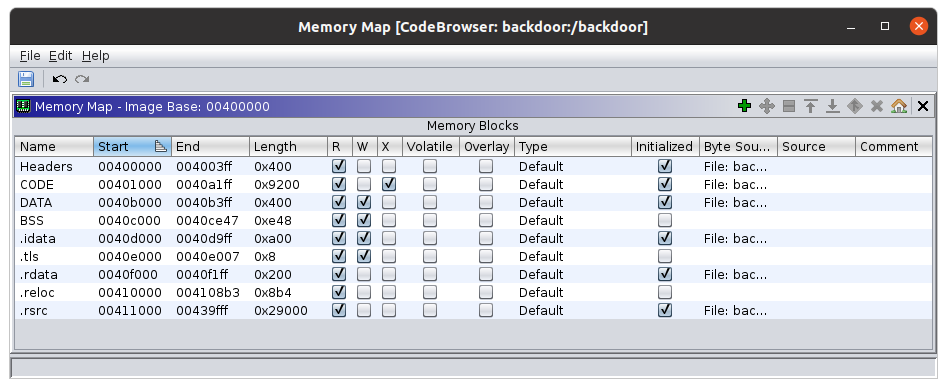 Memory Map [CodeBrowser: backdoor:/backdoor]
File Edit Help
Memory Map - Image Base: 00400000
Memory Blocks
Name Start End Length R W X Volatile Overlay Type Initialized Byte Sou... Source Comment
Headers 00400000 004003ff 0x400 Default File: bac...
CODE 00401000 0040a1ff 0x9200 Default File: bac...
DATA 0040b000 0040b3ff 0x400 Default File: bac...
BSS 0040c000 0040ce47 0xe48 Default
.idata 0040d000 0040d9ff 0xa00 Default File: bac...
.tls 0040e000 0040e007 0x8 Default
.rdata 0040f000 0040f1ff 0x200 Default File: bac...
.reloc 00410000 004108b3 0x8b4 Default
.rsrc 00411000 00439fff 0x29000 Default File: bac...